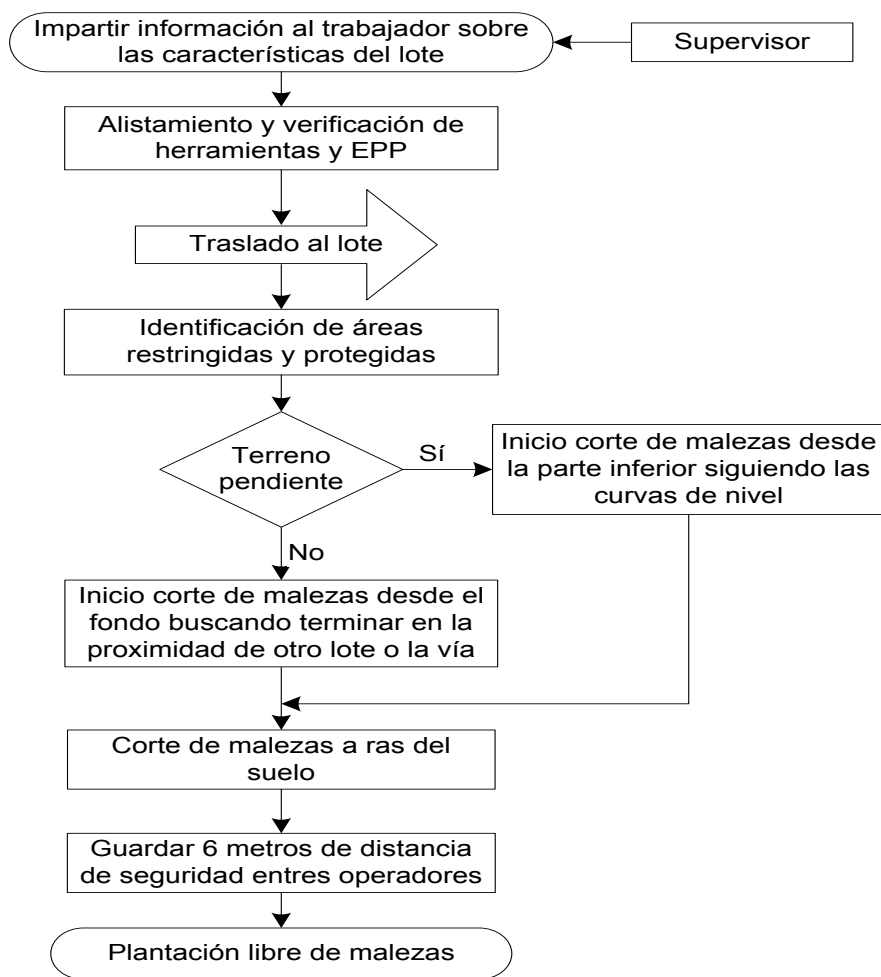 Impartir información al trabajador sobre
las características del lote
Supervisor
Alistamiento y verificación de
herramientas y EPP
Traslado al lote
Identificación de áreas
restringidas y protegidas
Terreno
pendiente
Sí
Inicio corte de malezas desde
la parte inferior siguiendo las
curvas de nivel
No
Inicio corte de malezas desde el
fondo buscando terminar en la
proximidad de otro lote o la vía
Corte de malezas a ras del
suelo
Guardar 6 metros de distancia
de seguridad entres operadores
Plantación libre de malezas